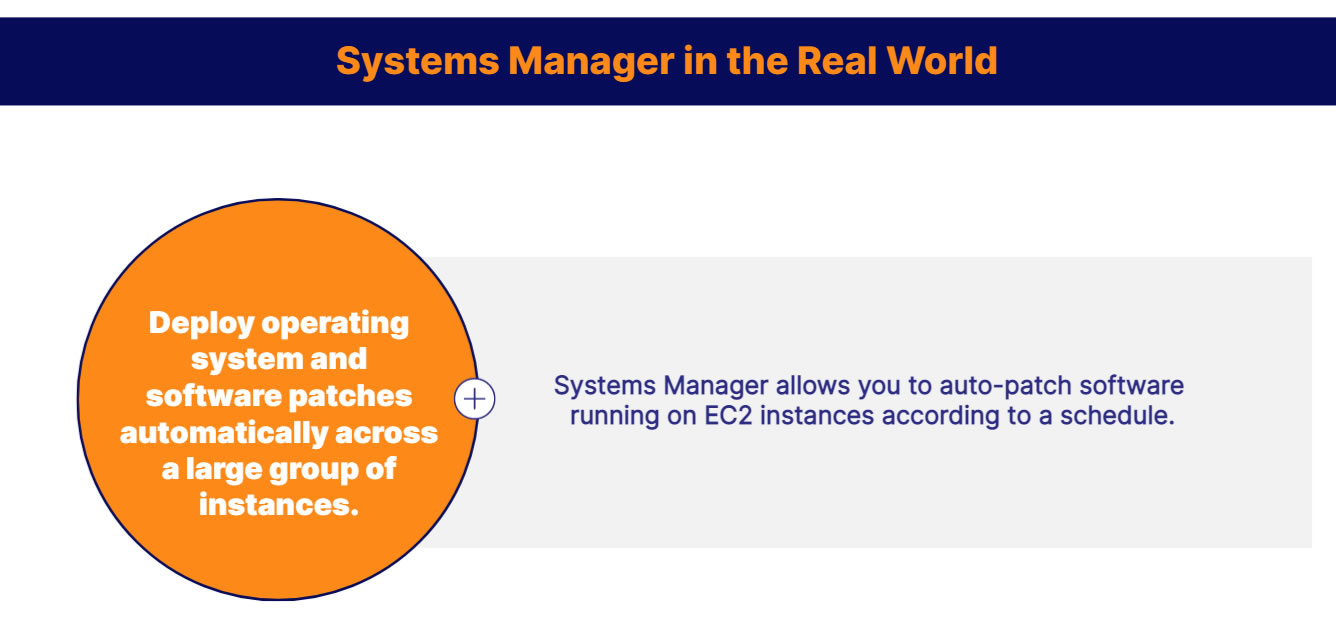 Systems Manager in the Real World
Deploy operating
system and
software patches
automatically across
a large group of
instances.
Systems Manager allows you to auto-patch software
running on EC2 instances according to a schedule.